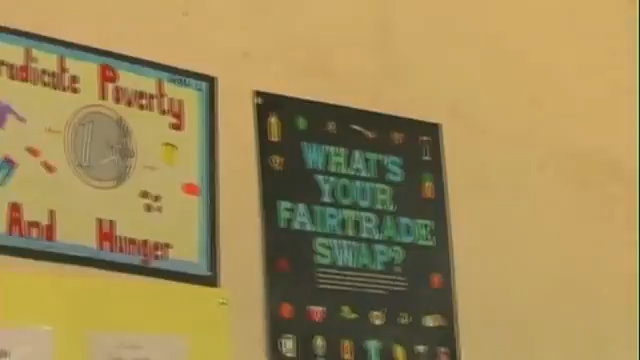 radicate Poverty
And Hunger
WHAT'S
YOUR
FAIRTRADE
SWAP?